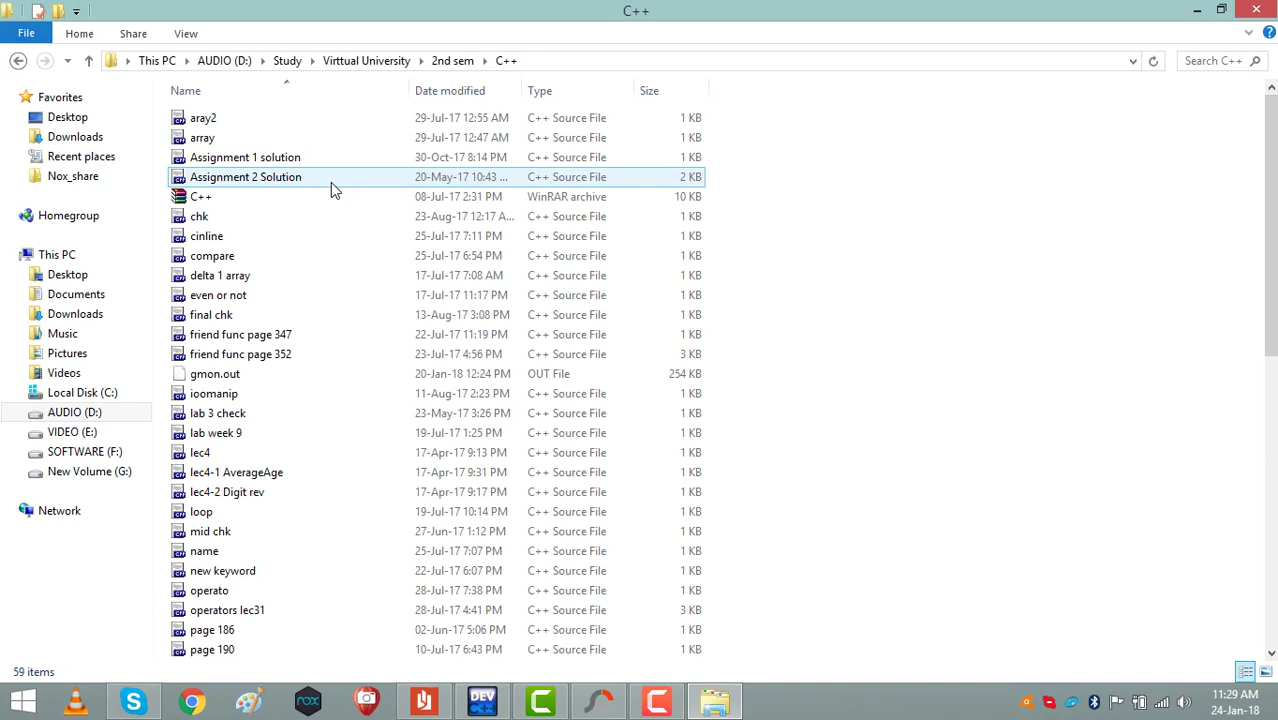 C++
File Home Share View
This PC AUDIO (D:) Study Virttual University 2nd sem C++ Search C++
Name Date modified Type Size
Favorites
Desktop
Downloads
Recent places
Nox_share
Homegroup
This PC
Desktop
Documents
Downloads
Music
Pictures
Videos
Local Disk (C:)
AUDIO (D:)
VIDEO (E:)
SOFTWARE (F:)
New Volume (G:)
Network
aray2 29-Jul-17 12:55 AM C++ Source File 1 KB
array 29-Jul-17 12:47 AM C++ Source File 1 KB
Assignment 1 solution 30-Oct-17 8:14 PM C++ Source File 1 KB
Assignment 2 Solution 20-May-17 10:43 ... C++ Source File 2 KB
C++ 08-Jul-17 2:31 PM WinRAR archive 10 KB
chk 23-Aug-17 12:17 A... C++ Source File 1 KB
cinline 25-Jul-17 7:11 PM C++ Source File 1 KB
compare 25-Jul-17 6:54 PM C++ Source File 1 KB
delta 1 array 17-Jul-17 7:08 AM C++ Source File 1 KB
even or not 17-Jul-17 11:17 PM C++ Source File 1 KB
final chk 13-Aug-17 3:08 PM C++ Source File 1 KB
friend func page 347 22-Jul-17 11:19 PM C++ Source File 1 KB
friend func page 352 23-Jul-17 4:56 PM C++ Source File 3 KB
gmon.out 20-Jan-18 12:24 PM OUT File 254 KB
ioomanip 11-Aug-17 2:23 PM C++ Source File 1 KB
lab 3 check 23-May-17 3:26 PM C++ Source File 1 KB
lab week 9 19-Jul-17 1:25 PM C++ Source File 1 KB
lec4 17-Apr-17 9:13 PM C++ Source File 1 KB
lec4-1 AverageAge 17-Apr-17 9:31 PM C++ Source File 1 KB
lec4-2 Digit rev 17-Apr-17 9:17 PM C++ Source File 1 KB
loop 19-Jul-17 10:14 PM C++ Source File 1 KB
mid chk 27-Jun-17 1:12 PM C++ Source File 1 KB
name 25-Jul-17 7:07 PM C++ Source File 1 KB
new keyword 22-Jul-17 6:07 PM C++ Source File 1 KB
operato 28-Jul-17 7:38 PM C++ Source File 1 KB
operators lec31 28-Jul-17 4:41 PM C++ Source File 3 KB
page 186 02-Jun-17 5:06 PM C++ Source File 1 KB
page 190 10-Jul-17 6:43 PM C++ Source File 1 KB
59 items
nox
DEV
11:29 AM
24-Jan-18